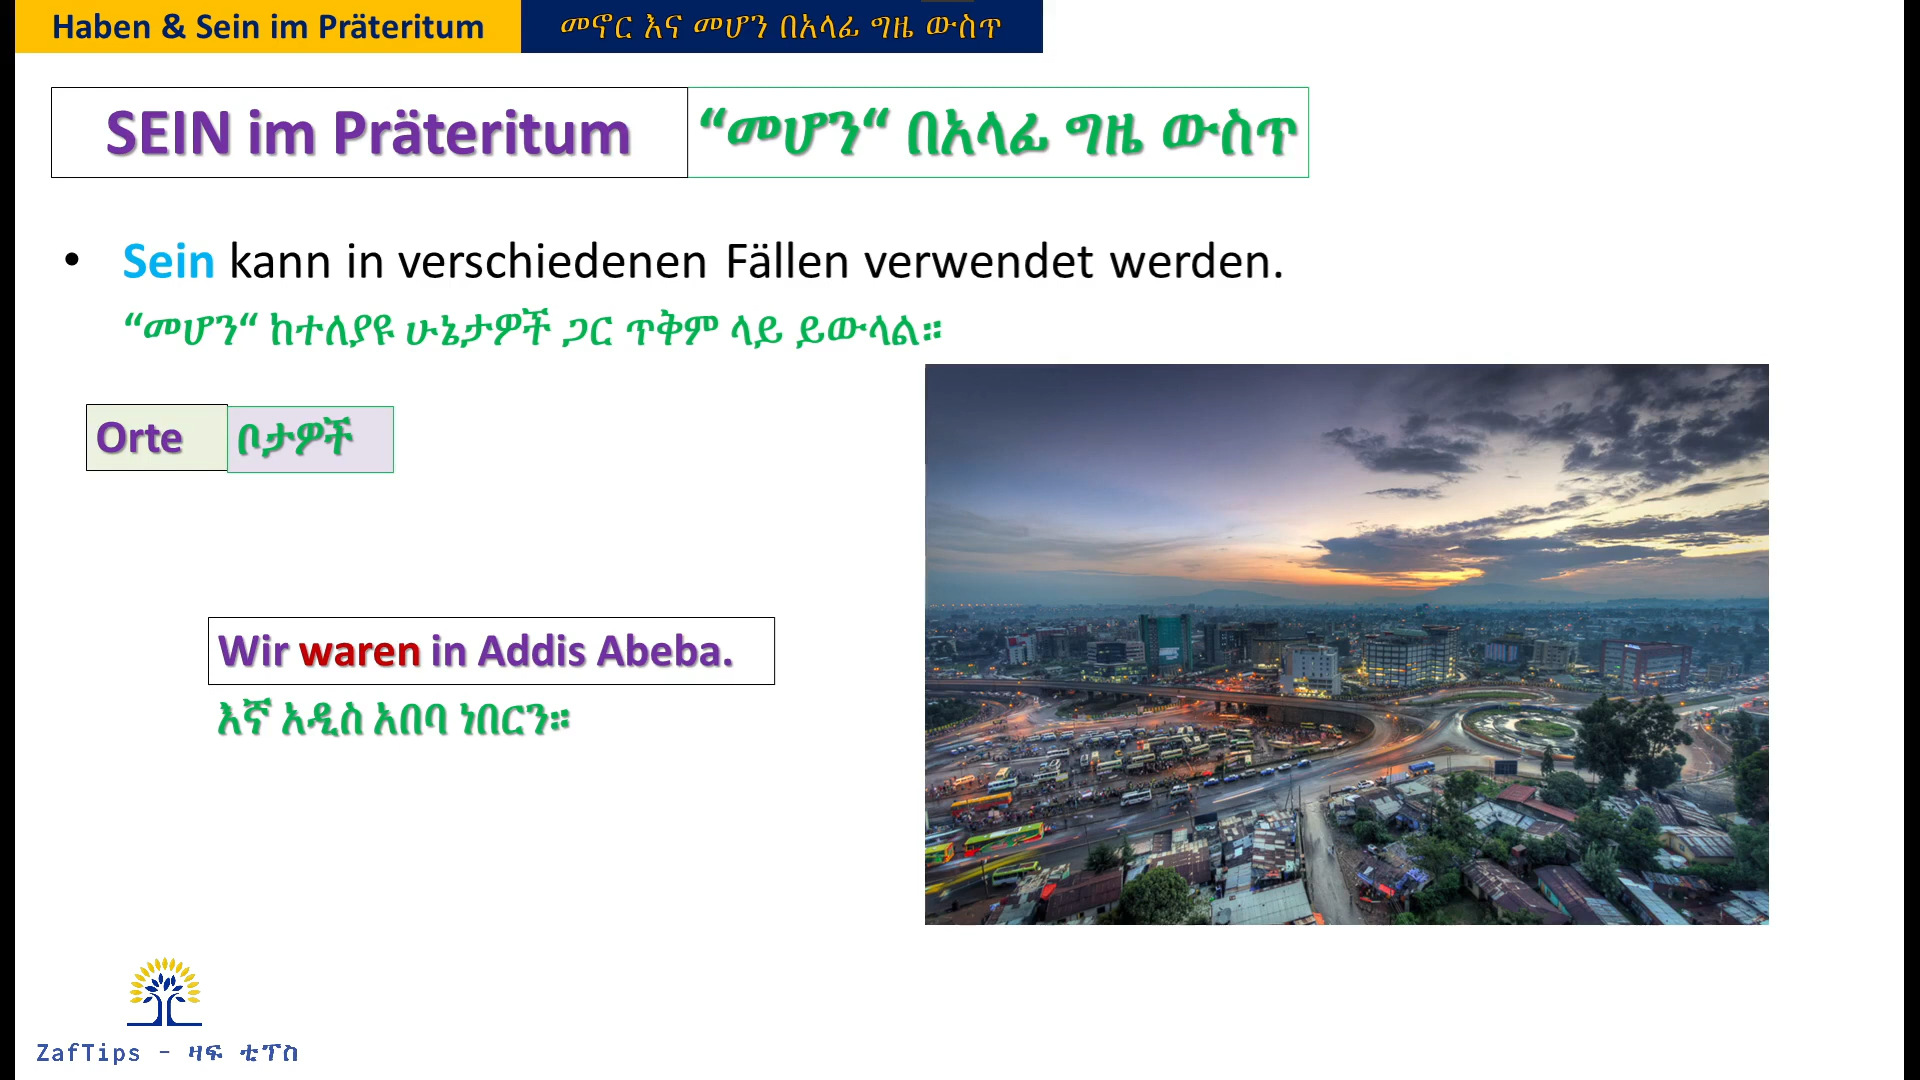 Haben & Sein im Präteritum
መኖር እና መሆን በአላፊ ግዜ ውስጥ
SEIN im Präteritum
“መሆን“ በአላፊ ግዜ ውስጥ
• Sein kann in verschiedenen Fällen verwendet werden.
“መሆን“ ከተለያዩ ሁኔታዎች ጋር ጥቅም ላይ ይውላል።
Orte
ቦታዎች
Wir waren in Addis Abeba.
እኛ አዲስ አበባ ነበርን።
ZafTips - ዛፍ ቲፕስ